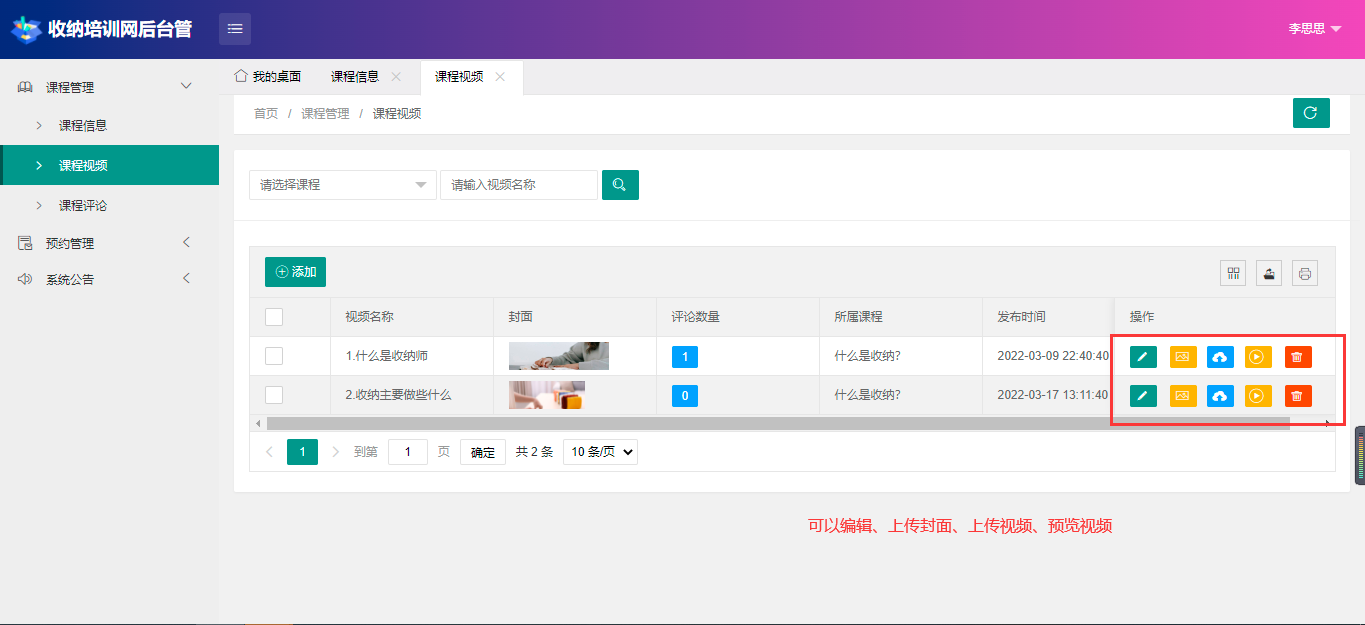 收纳培训网后台管
李思思
课程管理
课程信息
课程视频
课程评论
预约管理
系统公告
我的桌面 课程信息 课程视频
首页 / 课程管理 / 课程视频
请选择课程 请输入视频名称
添加
视频名称 封面 评论数量 所属课程 发布时间 操作
1.什么是收纳师 1 什么是收纳? 2022-03-09 22:40:40
2.收纳主要做些什么 0 什么是收纳? 2022-03-17 13:11:40
1 到第 1 页 确定 共 2 条 10 条/页
可以编辑、上传封面、上传视频、预览视频